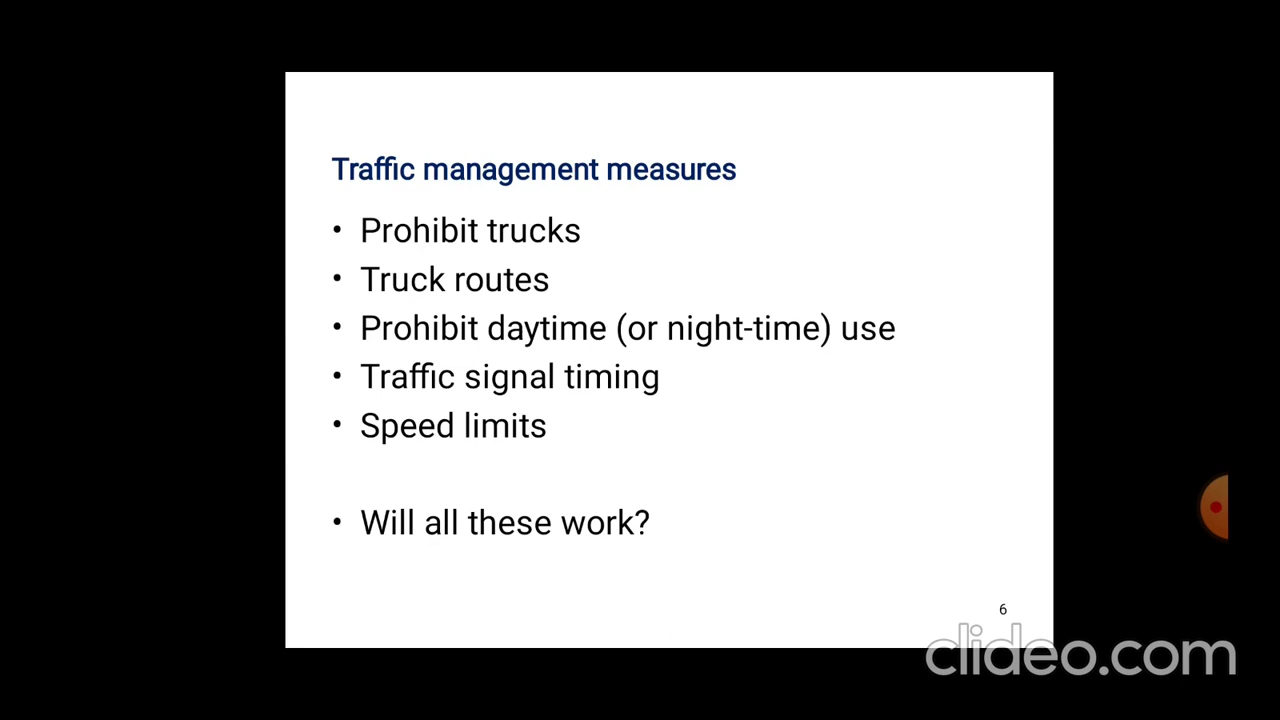 Traffic management measures
• Prohibit trucks
• Truck routes
• Prohibit daytime (or night-time) use
• Traffic signal timing
• Speed limits
• Will all these work?
6
clideo.com